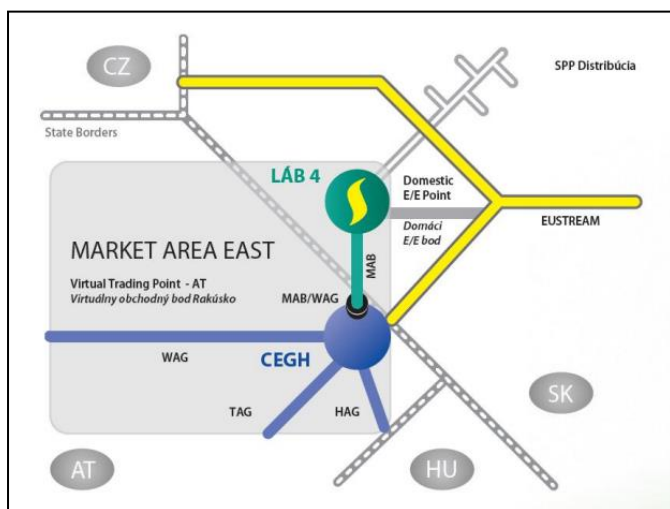 CZ
SPP Distribúcia
State Borders
LÁB 4
Domestic
E/E Point
Domáci
E/E bod
EUSTREAM
MARKET AREA EAST
Virtual Trading Point - AT
Virtuálny obchodný bod Rakúsko
MAB
MAB/WAG
WAG
CEGH
TAG
HAG
SK
AT
HU